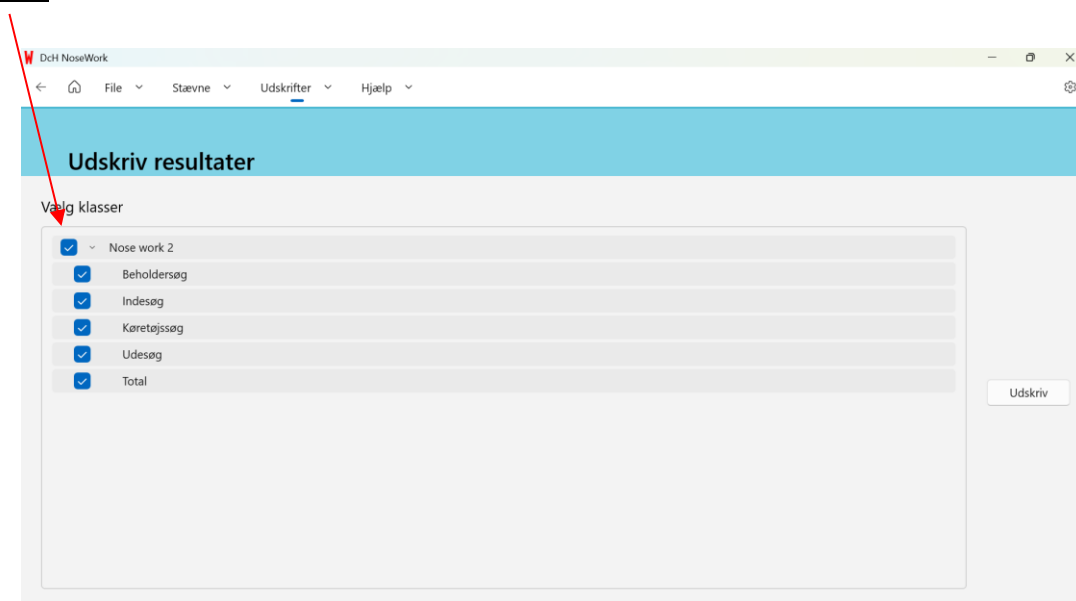 DcH NoseWork
File Stævne Udskrifter Hjælp
Udskriv resultater
Vælg klasser
Nose work 2
Beholdersøg
Indesøg
Køretøjssøg
Udesøg
Total
Udskriv